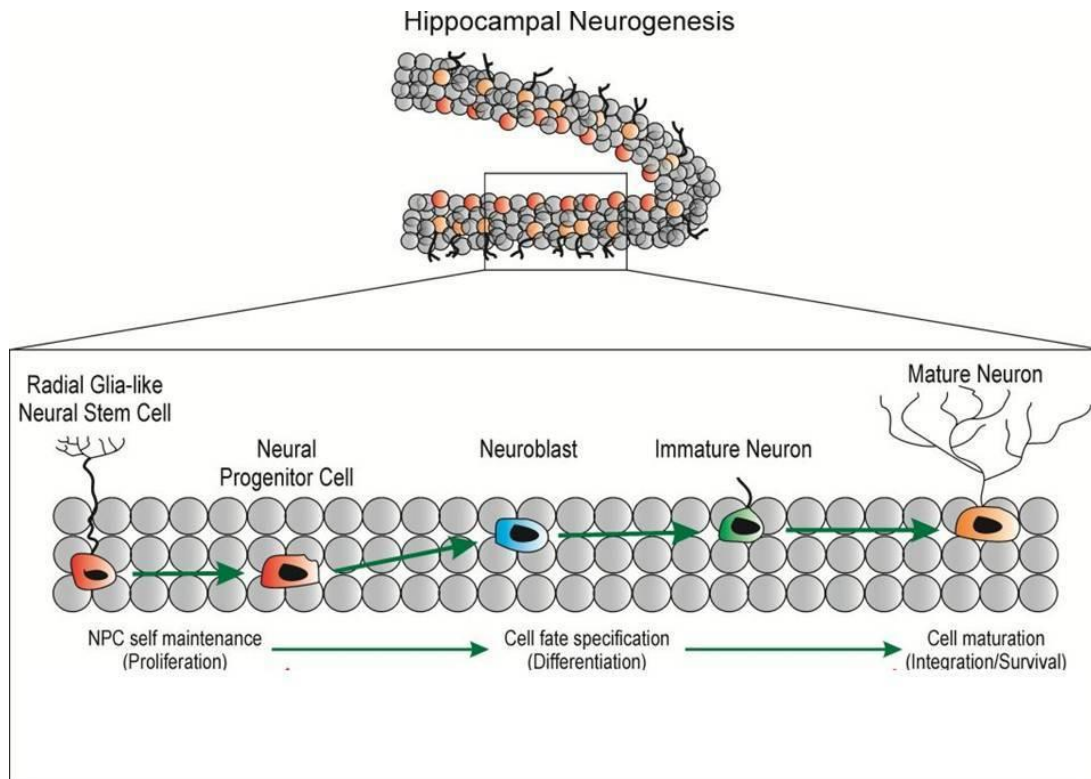 Hippocampal Neurogenesis
Radial Glia-like
Neural Stem Cell
Neural
Progenitor Cell
Neuroblast
Immature Neuron
Mature Neuron
NPC self maintenance
(Proliferation)
Cell fate specification
(Differentiation)
Cell maturation
(Integration/Survival)